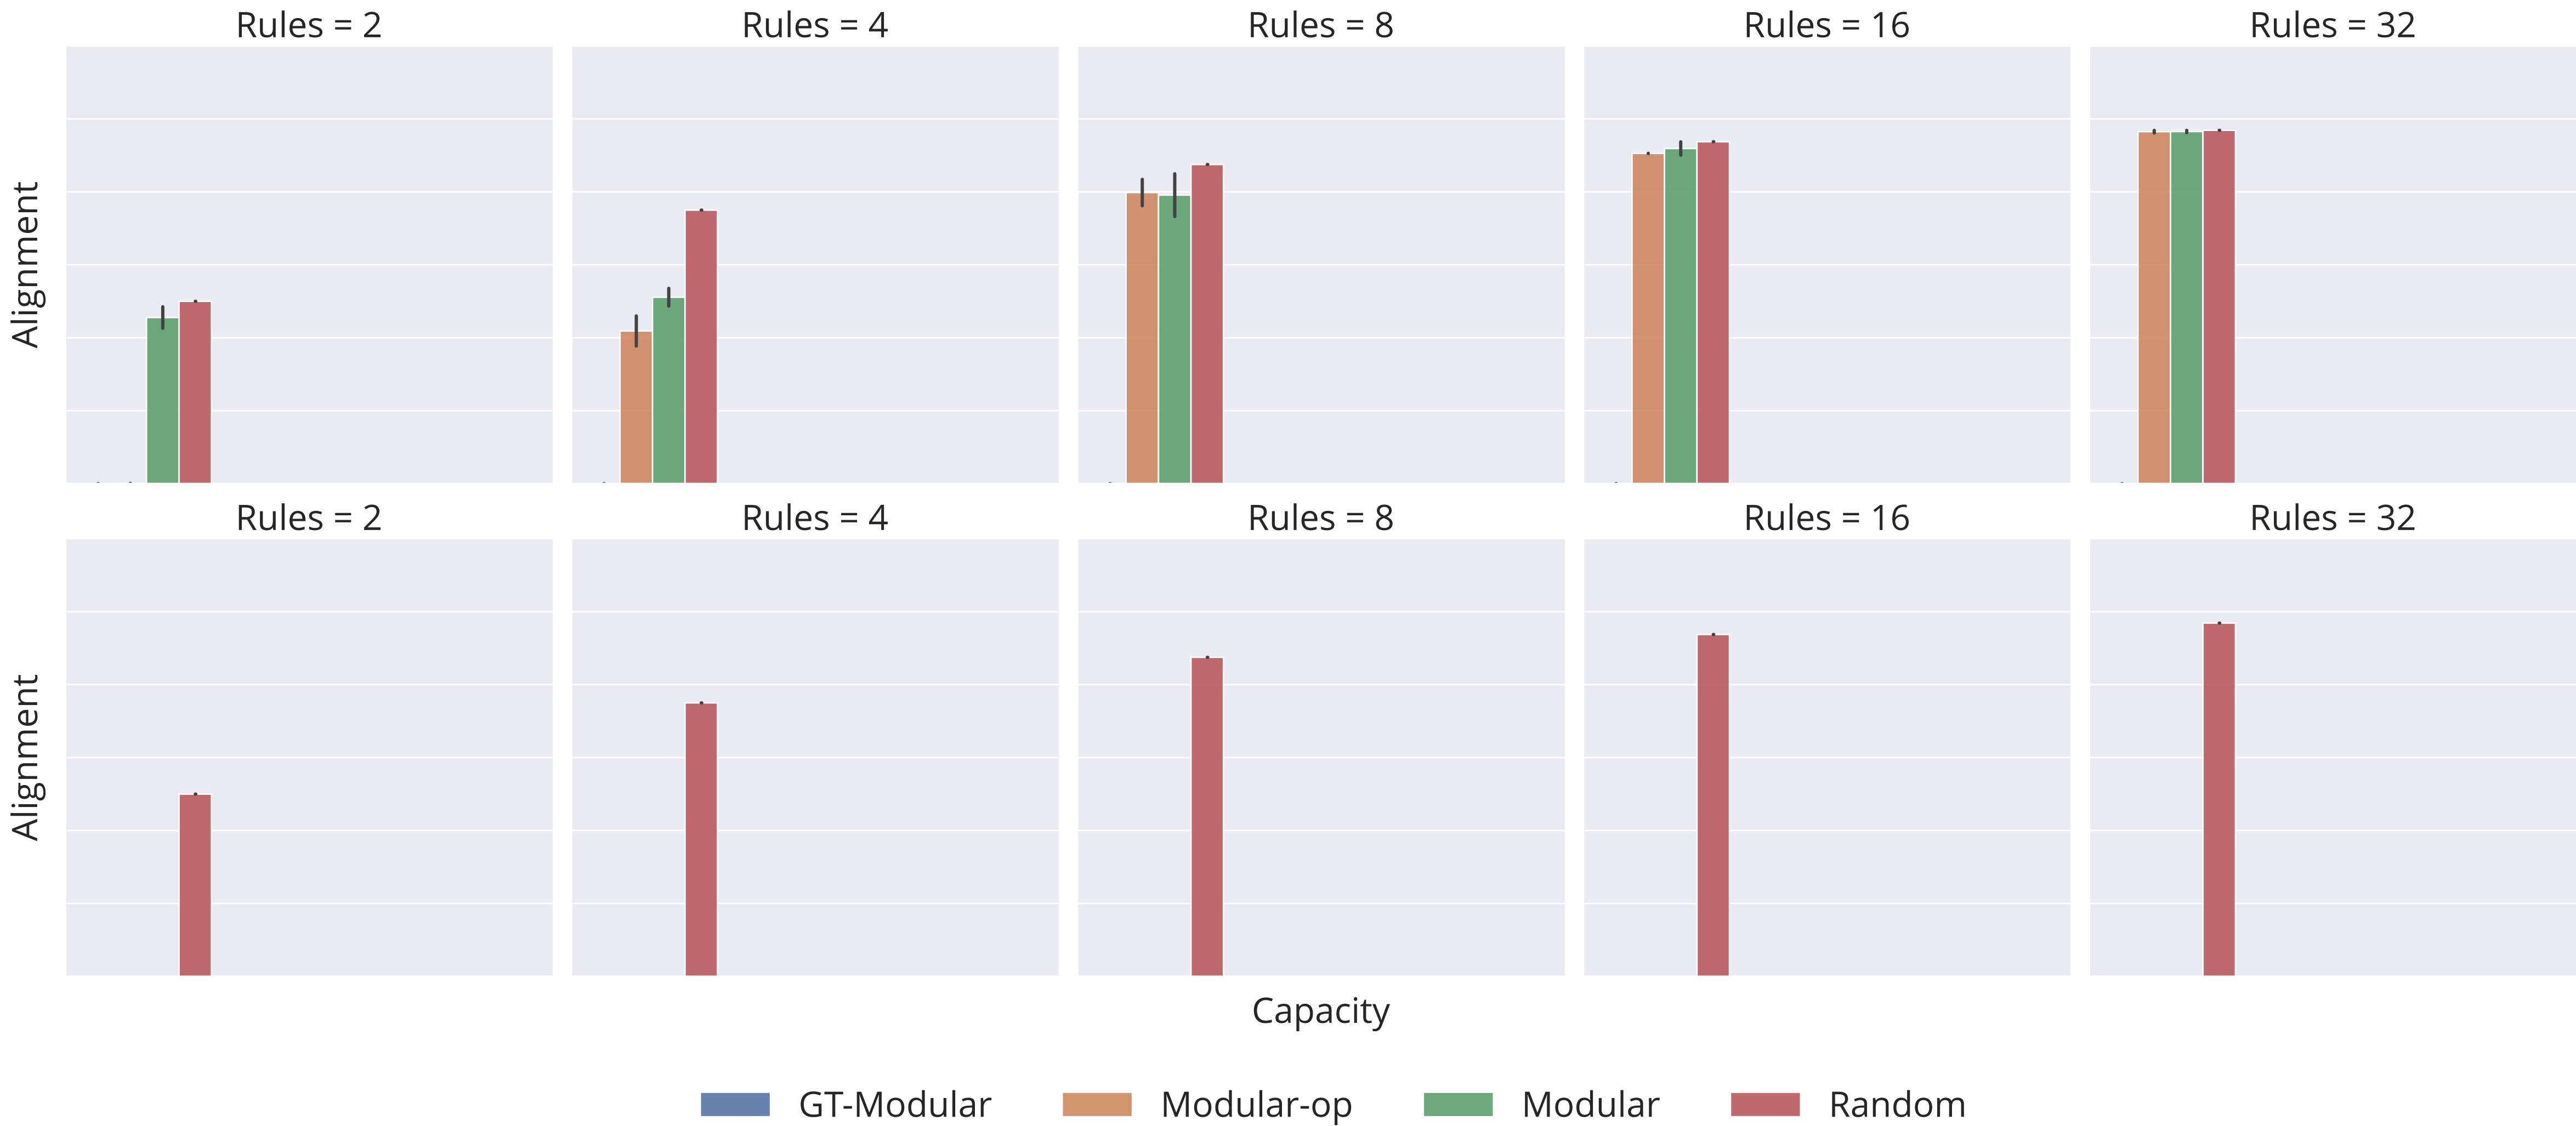 Rules = 2 Rules = 4 Rules = 8 Rules = 16 Rules = 32
Alignment
Rules = 2 Rules = 4 Rules = 8 Rules = 16 Rules = 32
Alignment
Capacity
GT-Modular Modular-op Modular Random